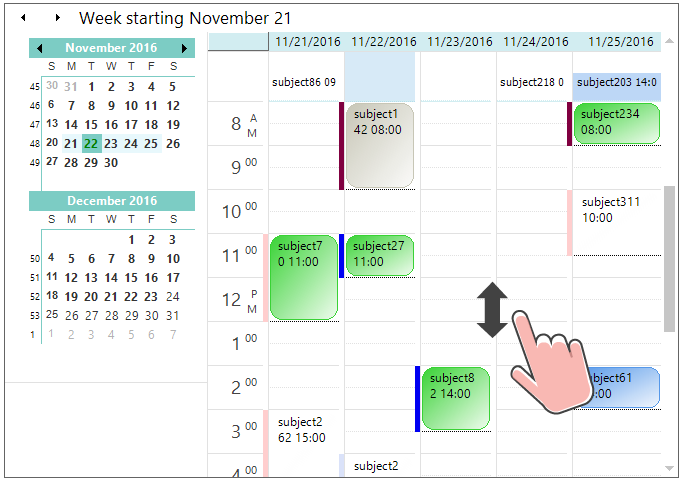 Week starting November 21
November 2016
S M T W T F S
45 30 31 1 2 3 4 5
46 6 7 8 9 10 11 12
47 13 14 15 16 17 18 19
48 20 21 22 23 24 25 26
49 27 28 29 30
December 2016
S M T W T F S
1 2 3
50 4 5 6 7 8 9 10
51 11 12 13 14 15 16 17
52 18 19 20 21 22 23 24
53 25 26 27 28 29 30 31
1 1 2 3 4 5 6 7
11/21/2016 11/22/2016 11/23/2016 11/24/2016 11/25/2016
subject86 09
subject218 0
subject203 14:0
8 AM
9 00
10 00
11 00
12 PM
1 00
2 00
3 00
4 00
subject7
0 11:00
subject2
62 15:00
subject1
42 08:00
subject27
11:00
subject2
subject8
2 14:00
subject234
08:00
subject311
10:00
subject61
:00